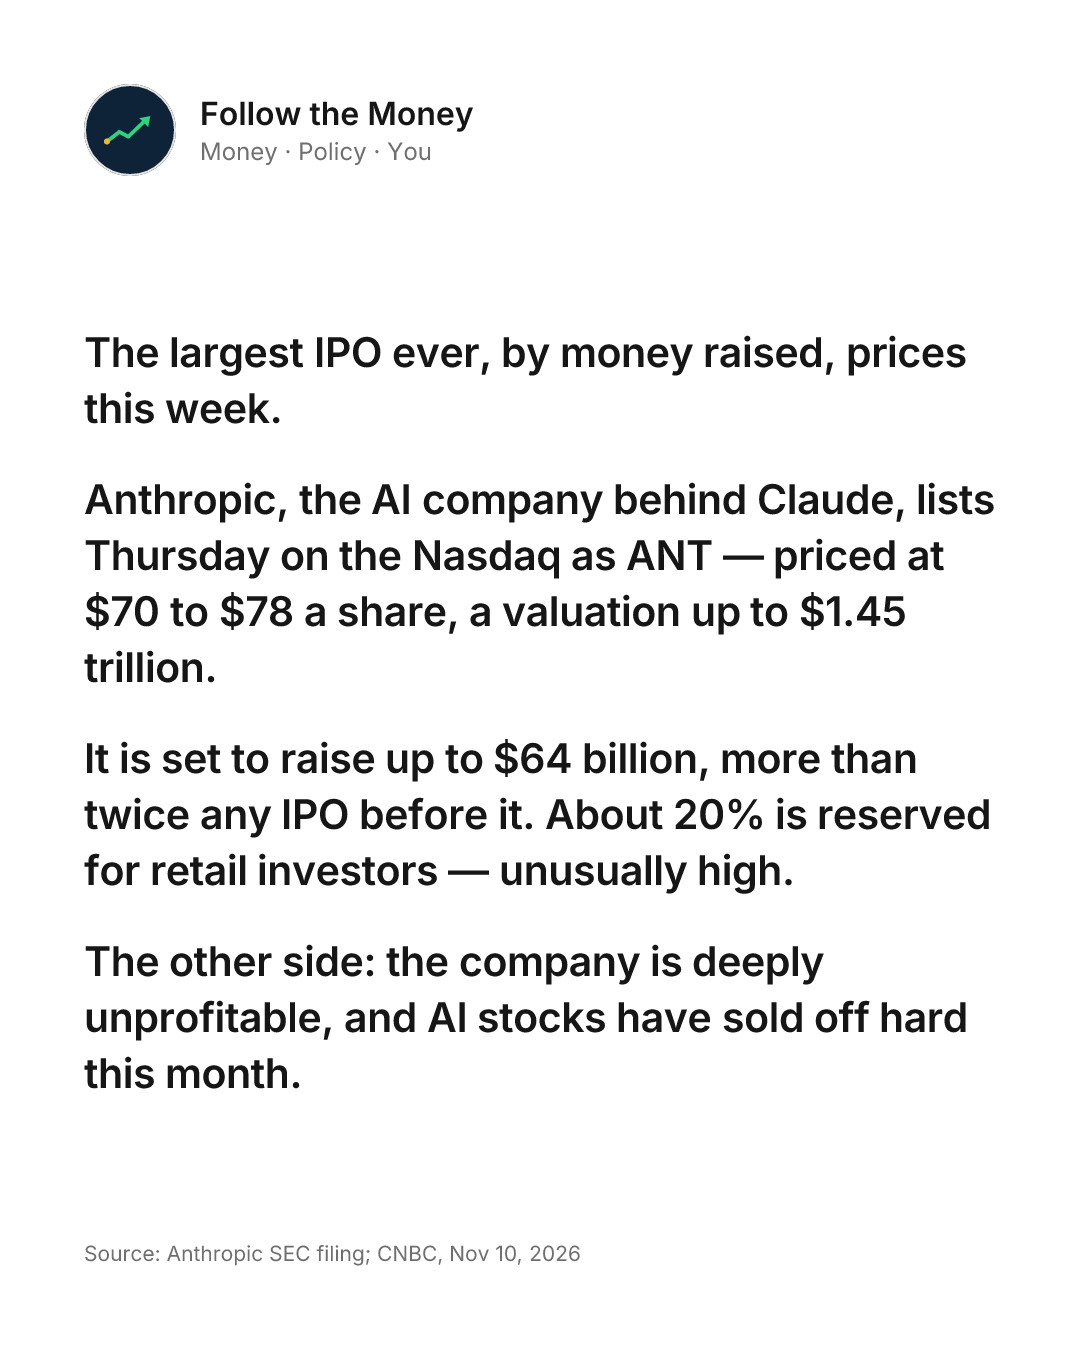 Follow the Money
Money · Policy · You
The largest IPO ever, by money raised, prices
this week.
Anthropic, the AI company behind Claude, lists
Thursday on the Nasdaq as ANT — priced at
$70 to $78 a share, a valuation up to $1.45
trillion.
It is set to raise up to $64 billion, more than
twice any IPO before it. About 20% is reserved
for retail investors — unusually high.
The other side: the company is deeply
unprofitable, and AI stocks have sold off hard
this month.
Source: Anthropic SEC filing; CNBC, Nov 10, 2026